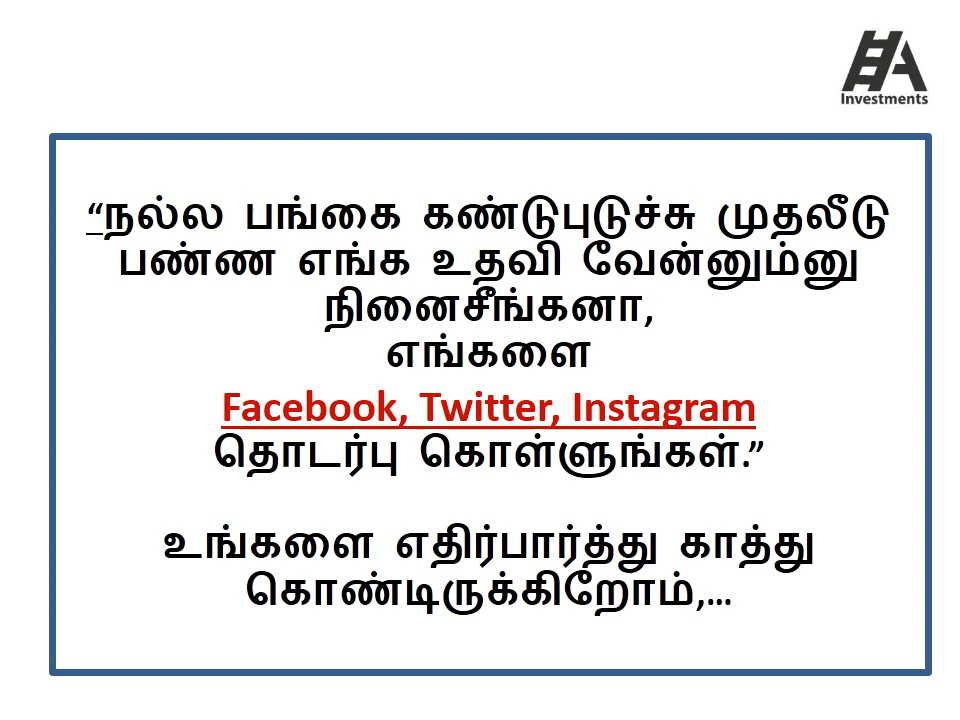 HA
Investments
“நல்ல பங்கை கண்டுபுடுச்சு முதலீடு
பண்ண எங்க உதவி வேன்னும்னு
நினைசீங்கனா,
எங்களை
Facebook, Twitter, Instagram
தொடர்பு கொள்ளுங்கள்.”
உங்களை எதிர்பார்த்து காத்து
கொண்டிருக்கிறோம்,...